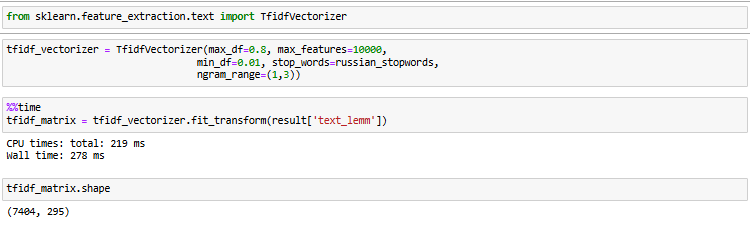 from sklearn.feature_extraction.text import TfidfVectorizer
tfidf_vectorizer = TfidfVectorizer(max_df=0.8, max_features=10000,
min_df=0.01, stop_words=russian_stopwords,
ngram_range=(1,3))
%%time
tfidf_matrix = tfidf_vectorizer.fit_transform(result['text_lemm'])
CPU times: total: 219 ms
Wall time: 278 ms
tfidf_matrix.shape
(7404, 295)